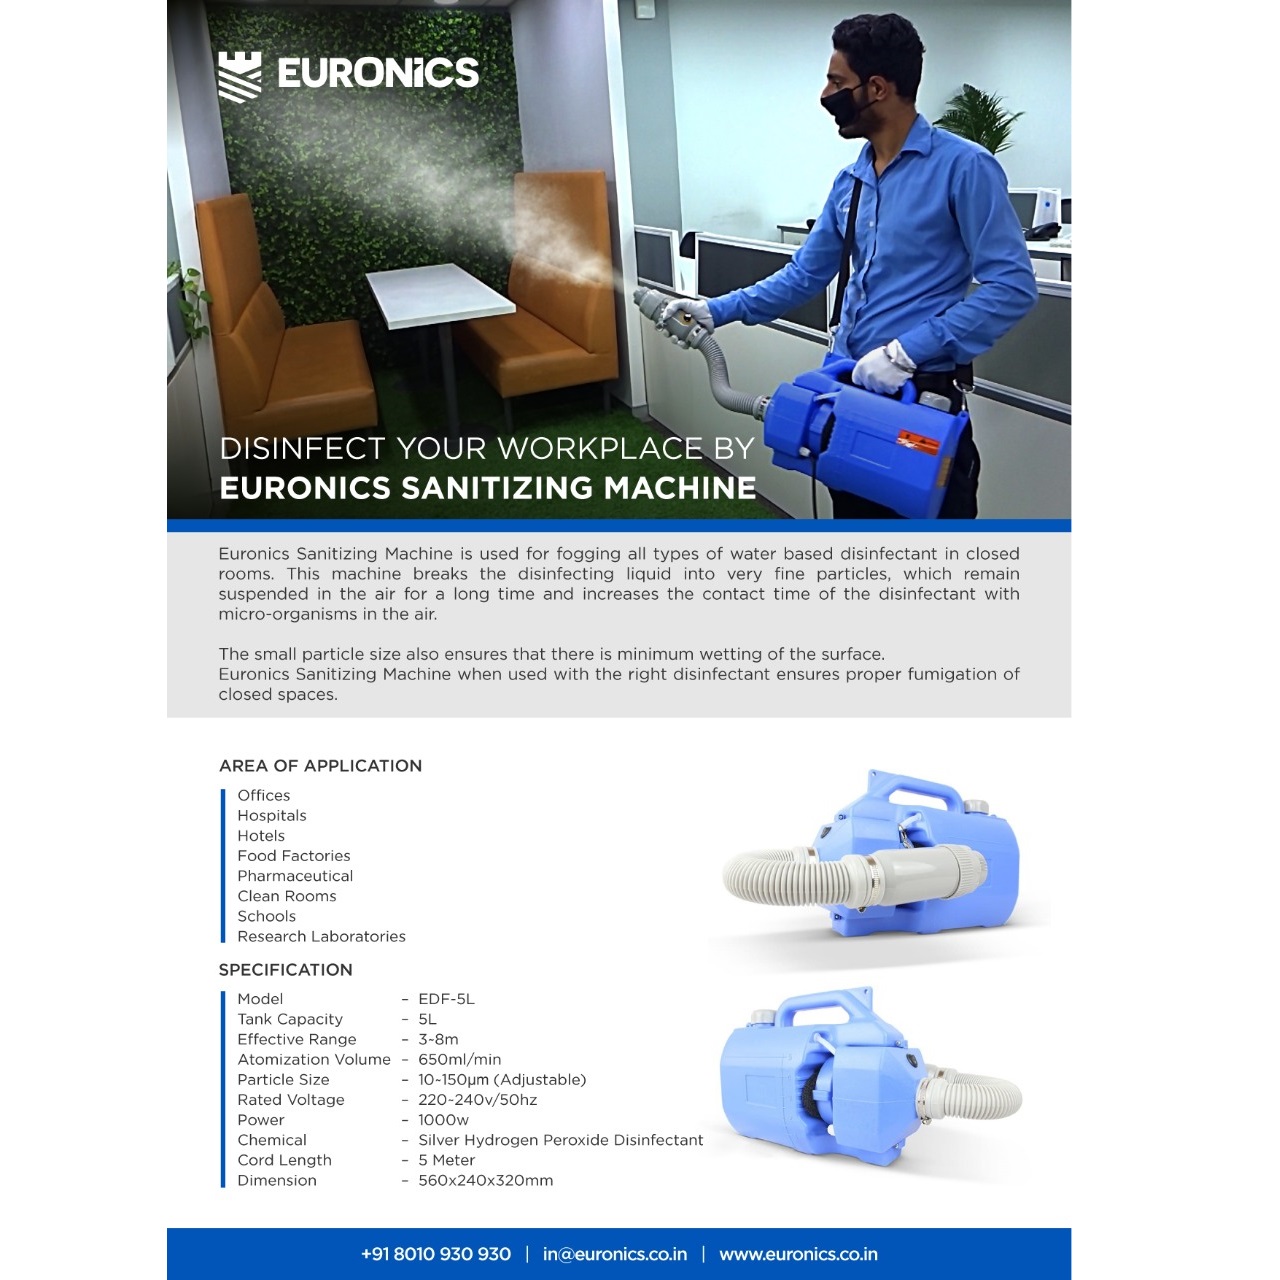 EURONICS
DISINFECT YOUR WORKPLACE BY
EURONICS SANITIZING MACHINE
Euronics Sanitizing Machine is used for fogging all types of water based disinfectant in closed
rooms. This machine breaks the disinfecting liquid into very fine particles, which remain
suspended in the air for a long time and increases the contact time of the disinfectant with
micro-organisms in the air.
The small particle size also ensures that there is minimum wetting of the surface.
Euronics Sanitizing Machine when used with the right disinfectant ensures proper fumigation of
closed spaces.
AREA OF APPLICATION
Offices
Hospitals
Hotels
Food Factories
Pharmaceutical
Clean Rooms
Schools
Research Laboratories
SPECIFICATION
Model – EDF-5L
Tank Capacity – 5L
Effective Range – 3~8m
Atomization Volume – 650ml/min
Particle Size – 10~150µm (Adjustable)
Rated Voltage – 220~240v/50hz
Power – 1000w
Chemical – Silver Hydrogen Peroxide Disinfectant
Cord Length – 5 Meter
Dimension – 560x240x320mm
+91 8010 930 930 | in@euronics.co.in | www.euronics.co.in